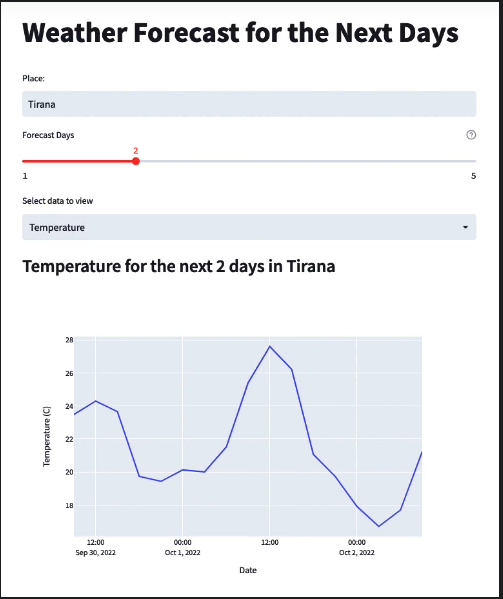 Weather Forecast for the Next Days
Place:
Tirana
Forecast Days
?
2
1 5
Select data to view
Temperature
Temperature for the next 2 days in Tirana
Temperature (C)
28
26
24
22
20
18
12:00 00:00 12:00 00:00
Sep 30, 2022 Oct 1, 2022 Oct 2, 2022
Date